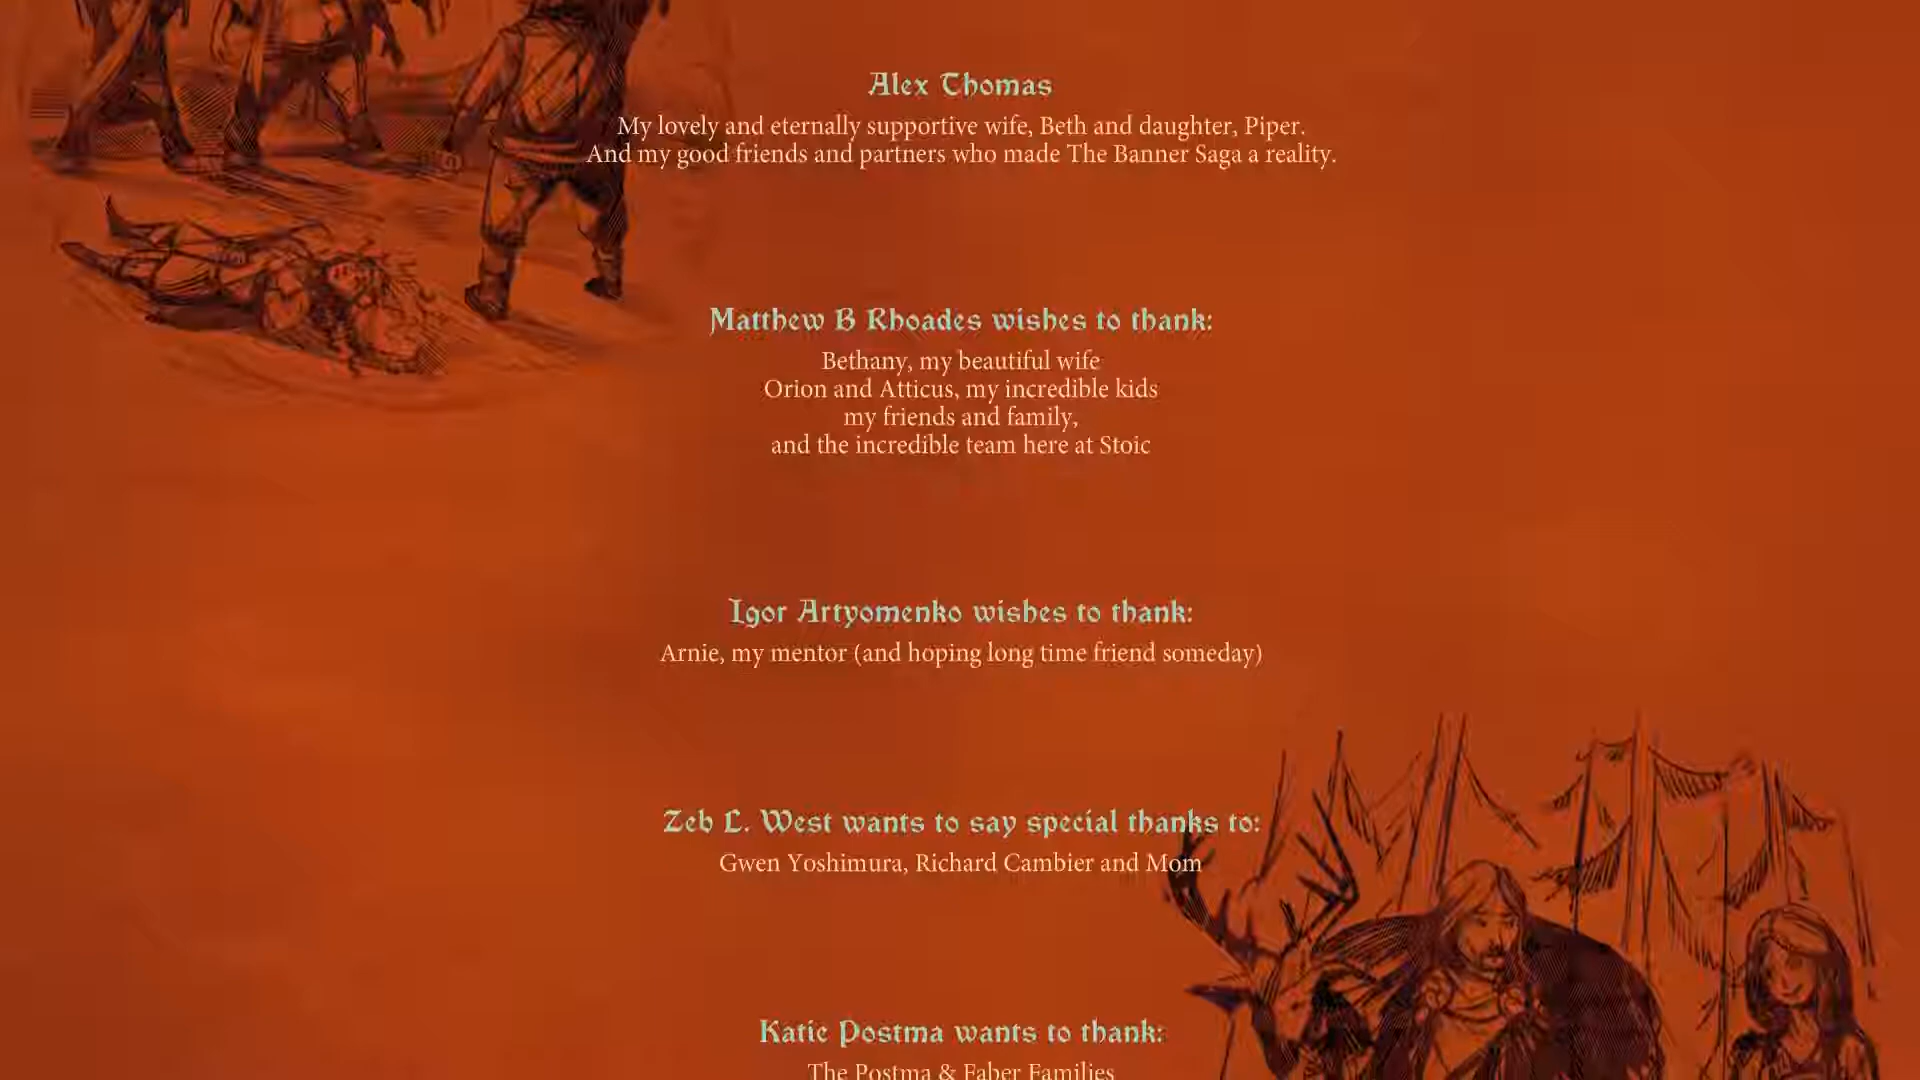 Alex Thomas
My lovely and eternally supportive wife, Beth and daughter, Piper.
And my good friends and partners who made The Banner Saga a reality.
Matthew B Rhoades wishes to thank:
Bethany, my beautiful wife
Orion and Atticus, my incredible kids
my friends and family,
and the incredible team here at Stoic
Igor Artyomenko wishes to thank:
Arnie, my mentor (and hoping long time friend someday)
Zeb L. West wants to say special thanks to:
Gwen Yoshimura, Richard Cambier and Mom
Katie Postma wants to thank:
The Postma & Faber Families